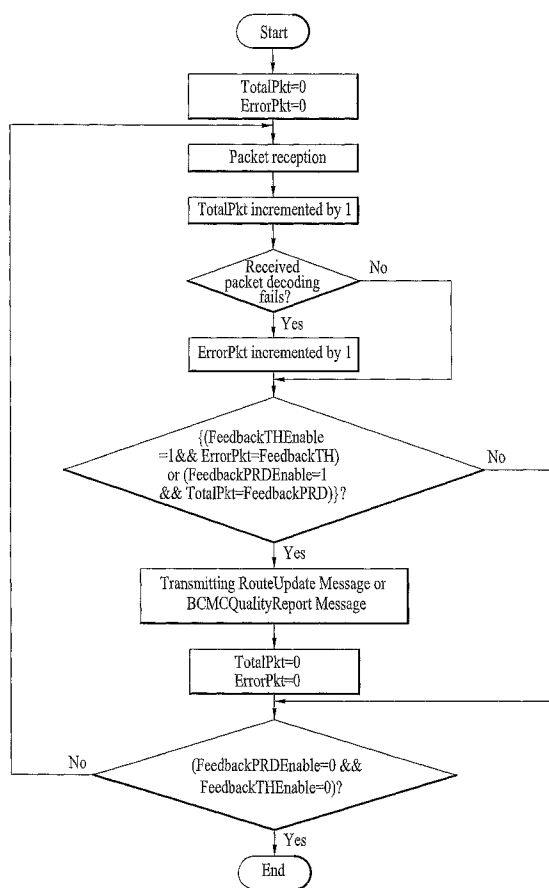 Start
TotalPkt=0
ErrorPkt=0
Packet reception
TotalPkt incremented by 1
Received
packet decoding
fails?
No
Yes
ErrorPkt incremented by 1
{(FeedbackTHEnable
=1&& ErrorPkt=FeedbackTH)
or (FeedbackPRDEnable=1
&& TotalPkt=FeedbackPRD)}?
No
Yes
Transmitting RouteUpdate Message or
BCMCQualityReport Message
TotalPkt=0
ErrorPkt=0
No
(FeedbackPRDEnable=0 &&
FeedbackTHEnable=0)?
Yes
End